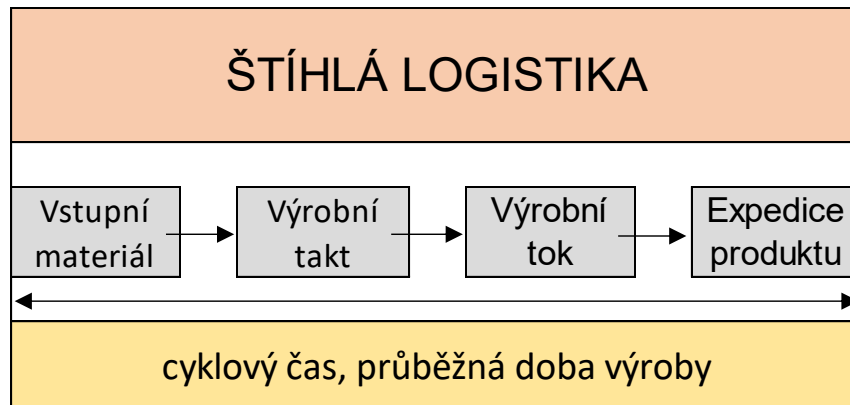 ŠTÍHLÁ LOGISTIKA
Vstupní
materiál
Výrobní
takt
Výrobní
tok
Expedice
produktu
cyklový čas, průběžná doba výroby